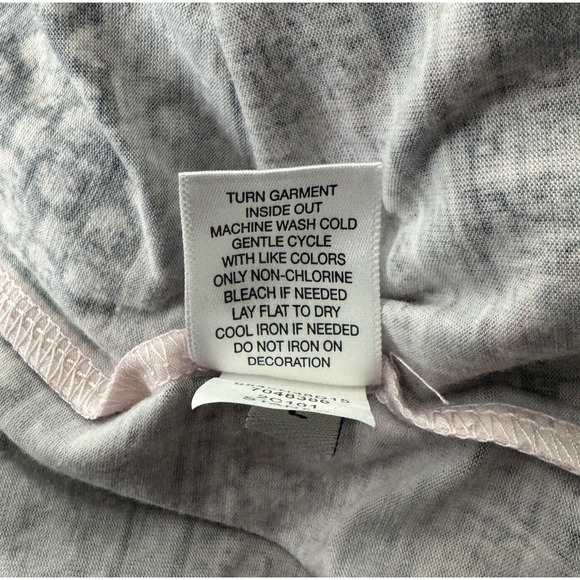 TURN GARMENT
INSIDE OUT
MACHINE WASH COLD
GENTLE CYCLE
WITH LIKE COLORS
ONLY NON-CHLORINE
BLEACH IF NEEDED
LAY FLAT TO DRY
COOL IRON IF NEEDED
DO NOT IRON ON
DECORATION
7048386